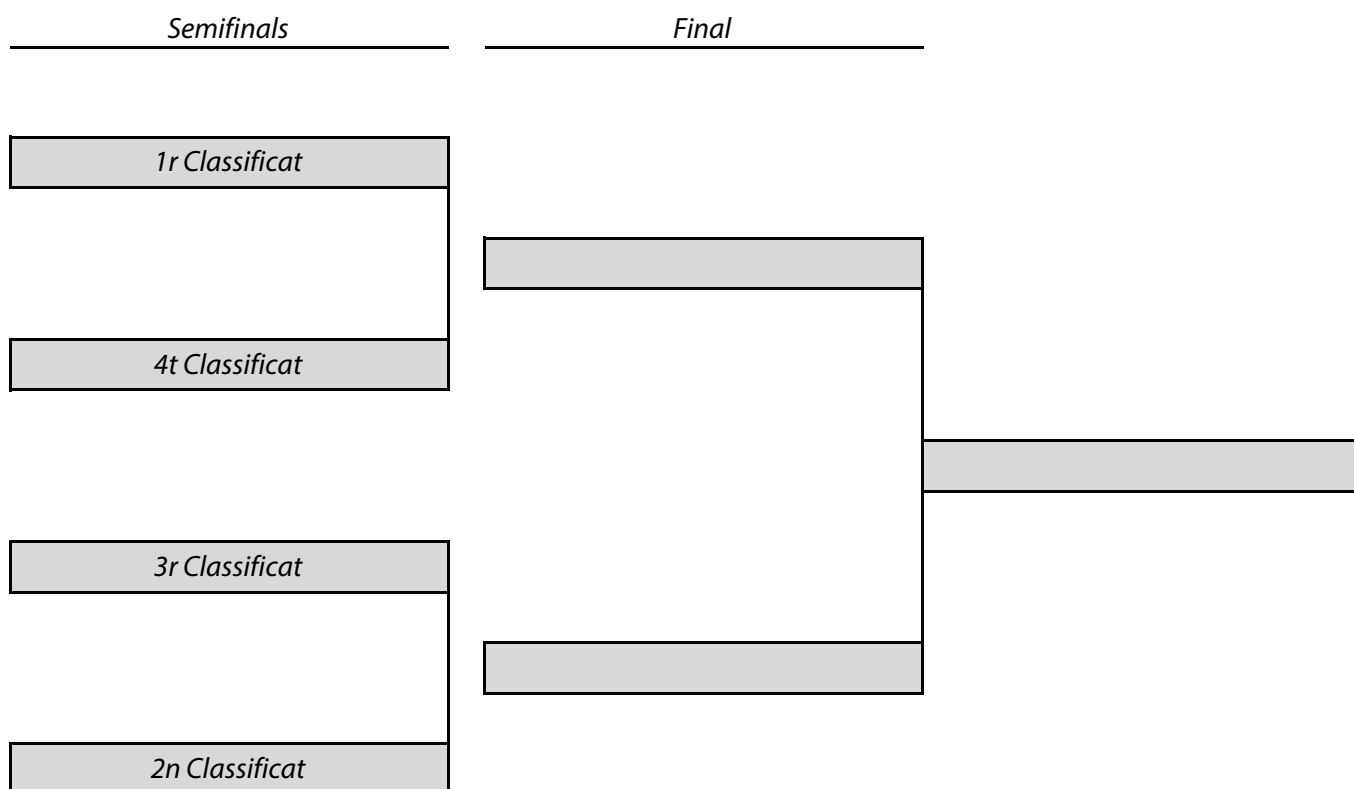 Semifinals
Final
1r Classificat
4t Classificat
3r Classificat
2n Classificat